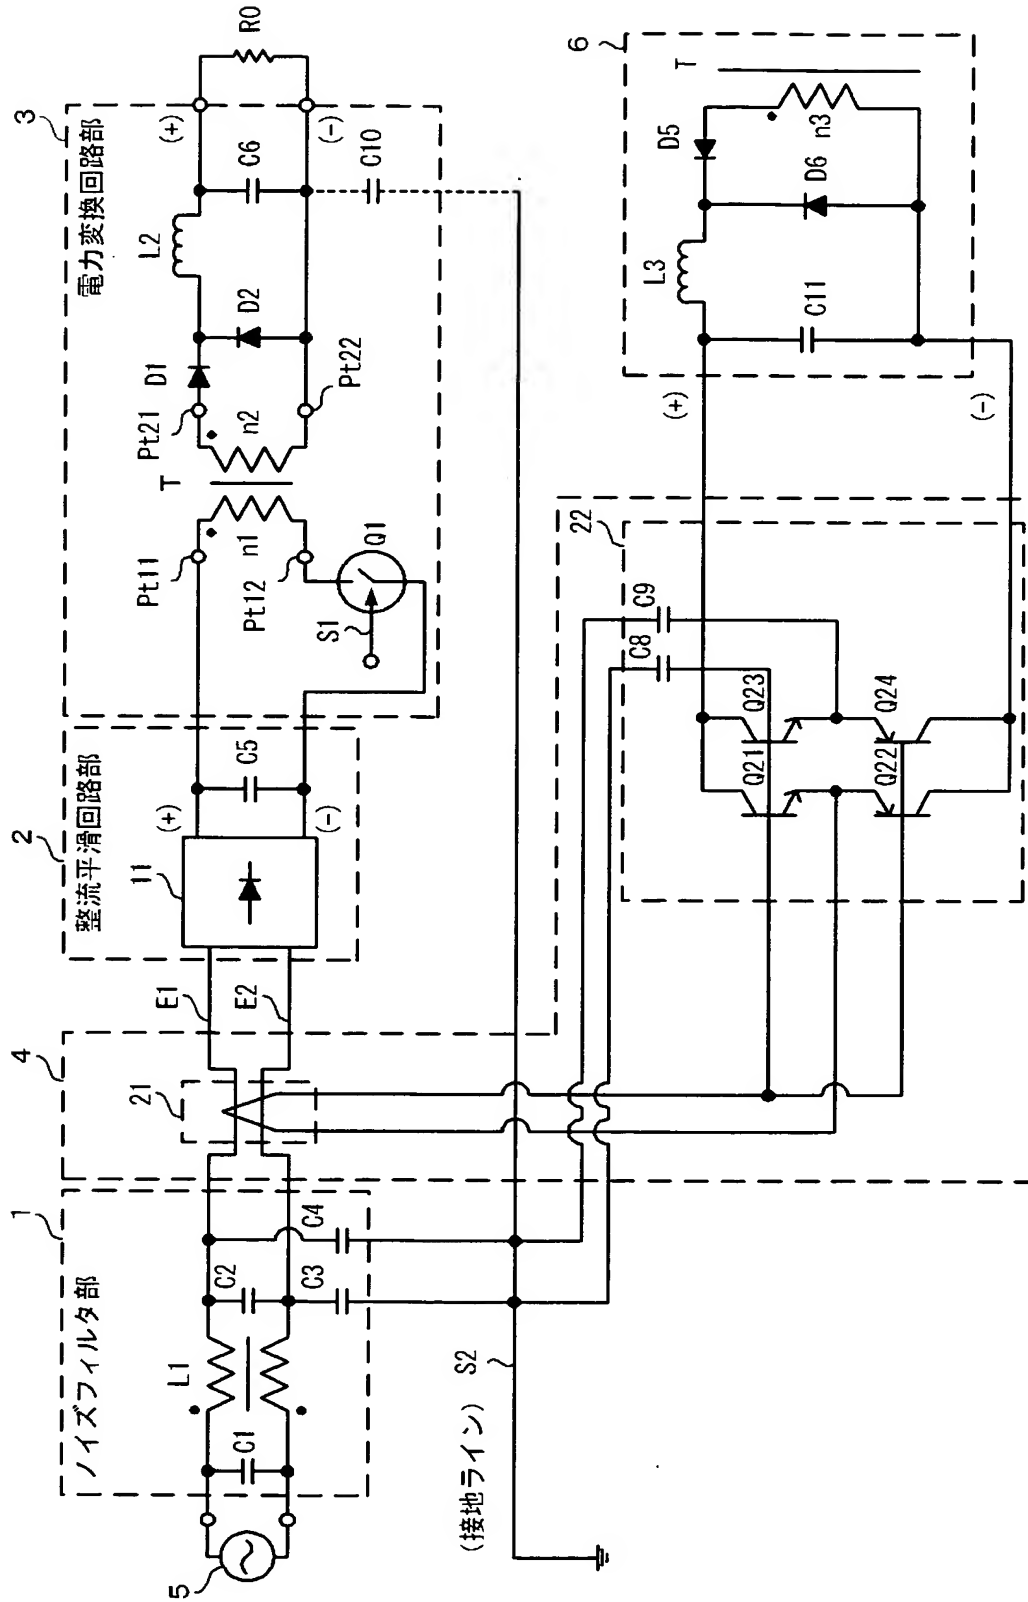 1
ノイズフィルタ部
L1
C1
C2
C3
C4
5
(接地ライン)
S2
4
21
E1
E2
2
整流平滑回路部
11
(+)
(-)
C5
3
電力変換回路部
Pt11
Pt12
n1
T
n2
Pt21
Pt22
S1
Q1
D1
D2
L2
C6
(+)
(-)
C10
R0
22
C9
C8
Q21
Q23
Q22
Q24
6
(+)
(-)
L3
C11
D5
D6
n3
T